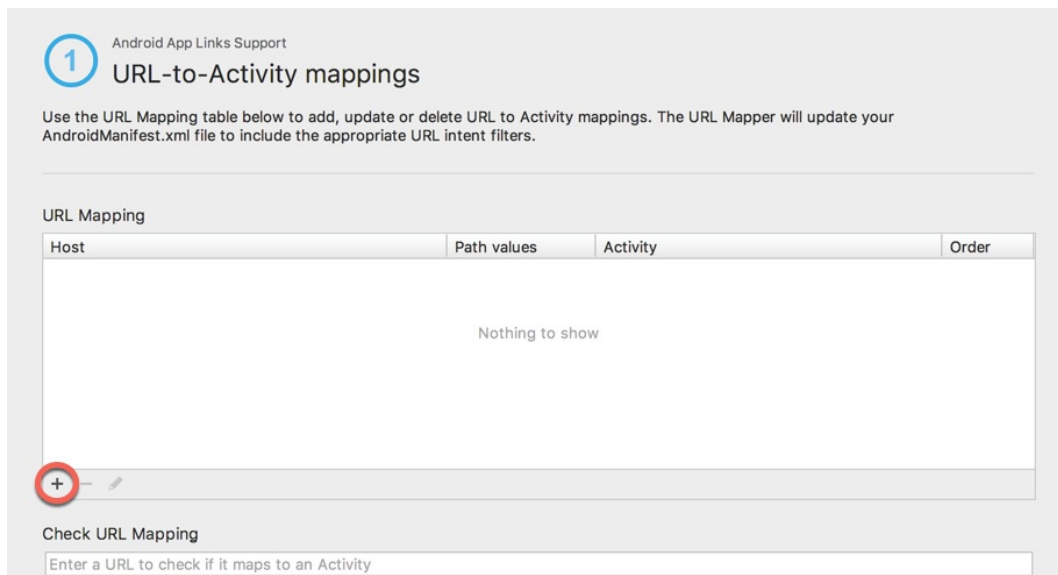 1
Android App Links Support
URL-to-Activity mappings
Use the URL Mapping table below to add, update or delete URL to Activity mappings. The URL Mapper will update your
AndroidManifest.xml file to include the appropriate URL intent filters.
URL Mapping
Host Path values Activity Order
Nothing to show
+ −
Check URL Mapping
Enter a URL to check if it maps to an Activity